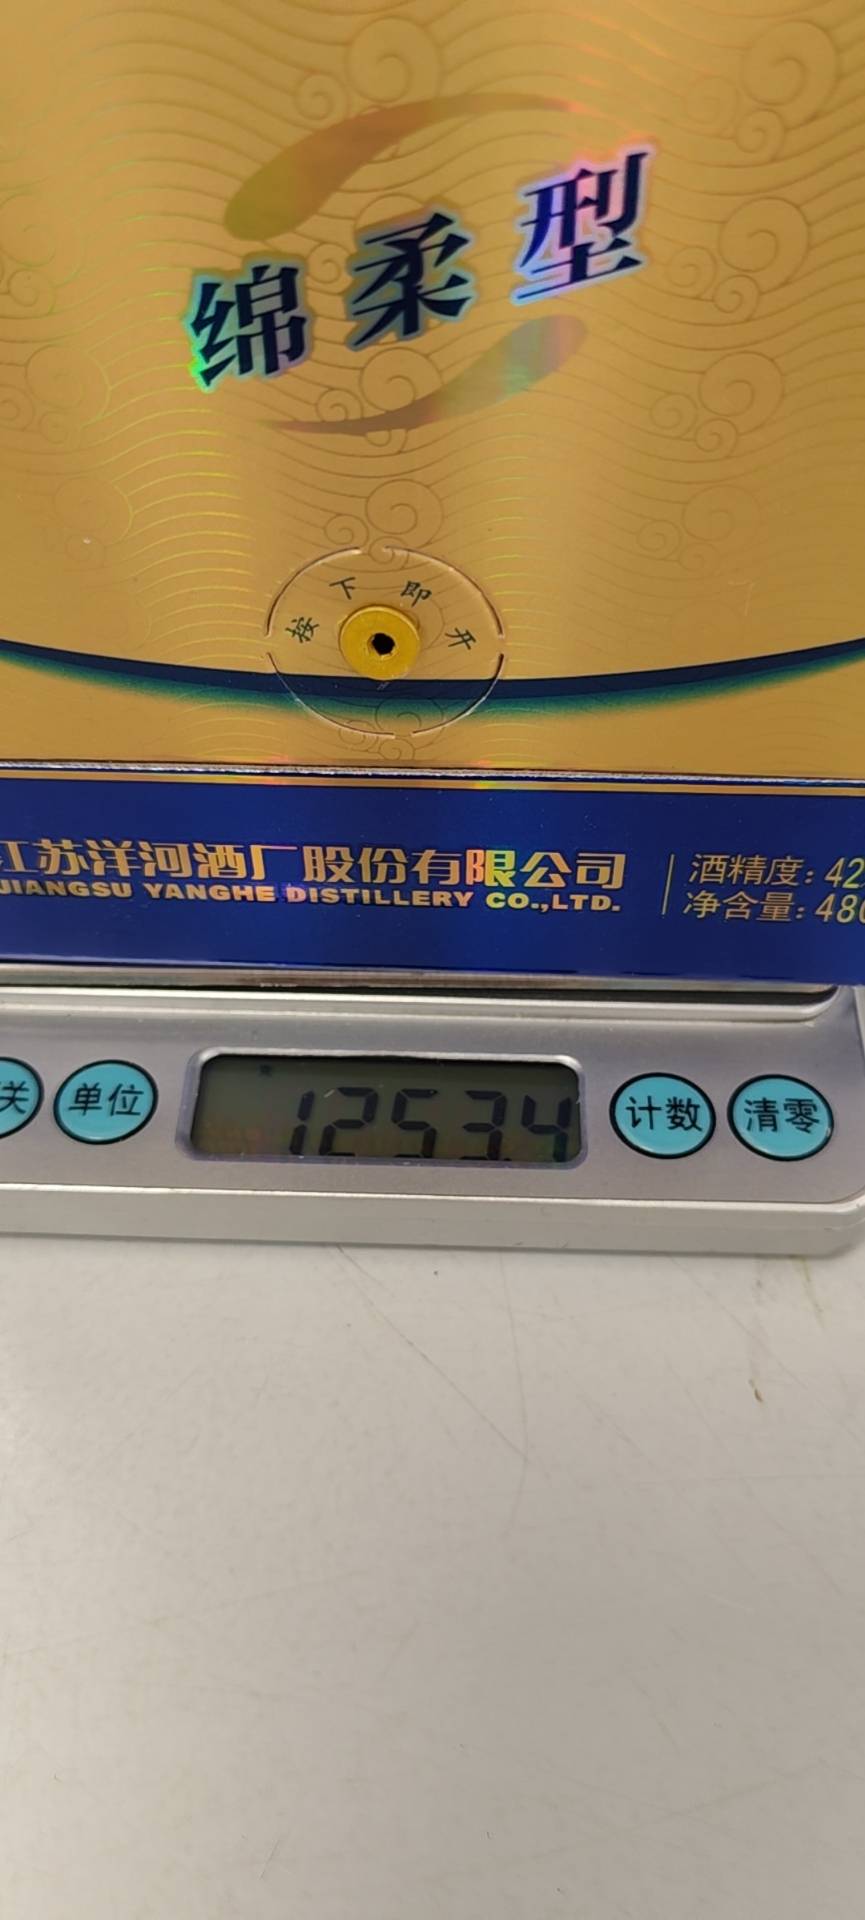 绵柔型
按下即开
江苏洋河酒厂股份有限公司
JIANGSU YANGHE DISTILLERY CO.,LTD.
酒精度: 42
净含量: 480
关
单位
1253.4
计数
清零